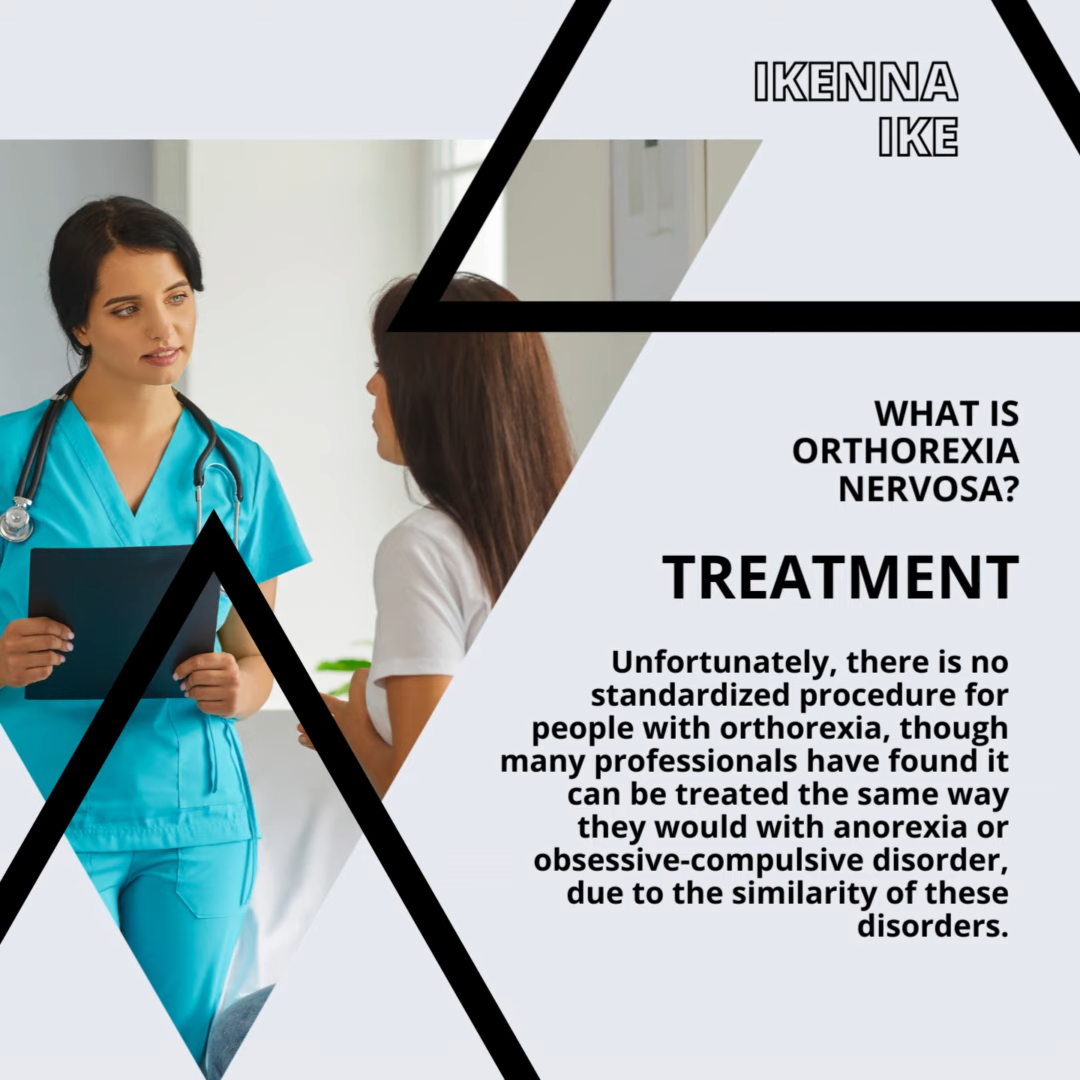 IKENNA
IKE
WHAT IS
ORTHOREXIA
NERVOSA?
TREATMENT
Unfortunately, there is no
standardized procedure for
people with orthorexia, though
many professionals have found it
can be treated the same way
they would with anorexia or
obsessive-compulsive disorder,
due to the similarity of these
disorders.